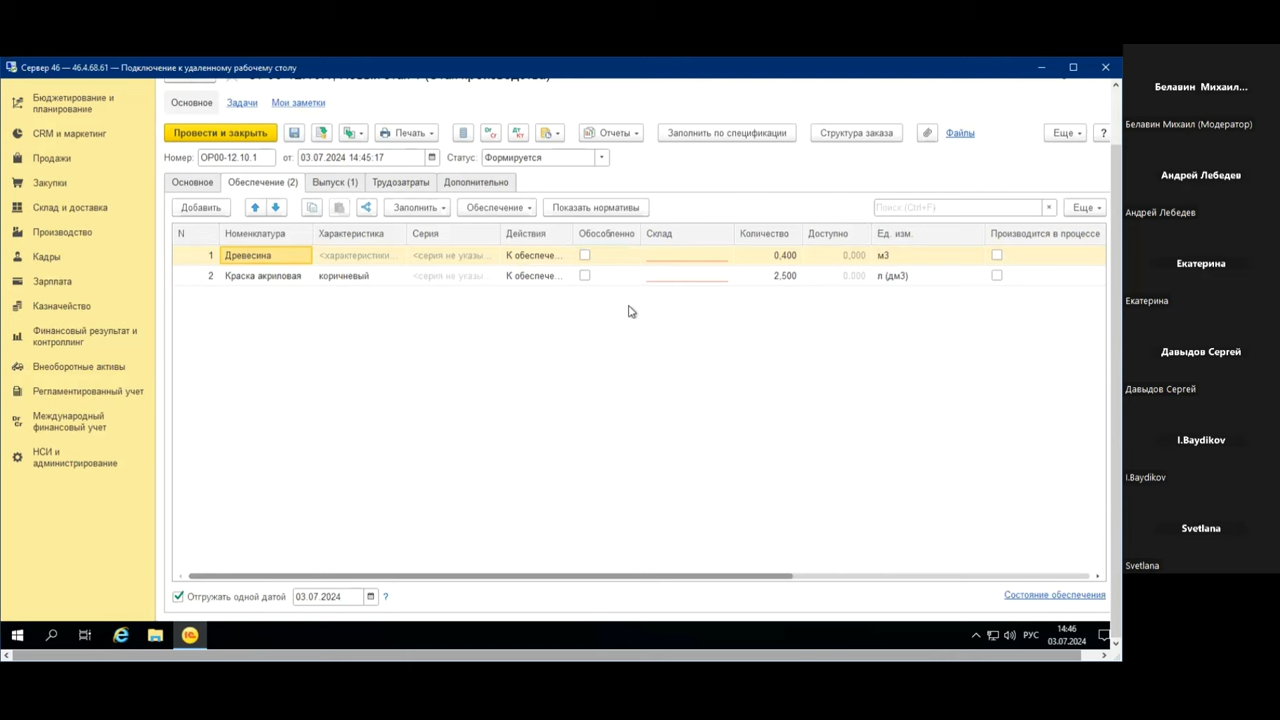 Сервер 46 — 46.4.68.61 — Подключение к удаленному рабочему столу
Бюджетирование и
планирование
CRM и маркетинг
Продажи
Закупки
Склад и доставка
Производство
Кадры
Зарплата
Казначейство
Финансовый результат и
контроллинг
Внеоборотные активы
Регламентированный учет
Международный
финансовый учет
НСИ и
администрирование
Основное Задачи Мои заметки
Провести и закрыть Печать Отчеты Заполнить по спецификации Структура заказа Файлы Еще ?
Номер: ОР00-12.10.1 от: 03.07.2024 14:45:17 Статус: Формируется
Основное Обеспечение (2) Выпуск (1) Трудозатраты Дополнительно
Добавить Заполнить Обеспечение Показать нормативы Поиск (Ctrl+F) × Еще
N Номенклатура Характеристика Серия Действия Обособленно Склад Количество Доступно Ед. изм. Производится в процессе
1 Древесина <характеристики... <серия не указы... К обеспече... 0,400 0,000 м3
2 Краска акриловая коричневый <серия не указы... К обеспече... 2,500 0,000 л (дм3)
Отгружать одной датой 03.07.2024 ? Состояние обеспечения
РУС 14:46
03.07.2024
Белавин Михаил...
Белавин Михаил (Модератор)
Андрей Лебедев
Андрей Лебедев
Екатерина
Екатерина
Давыдов Сергей
Давыдов Сергей
I.Baydikov
I.Baydikov
Svetlana
Svetlana